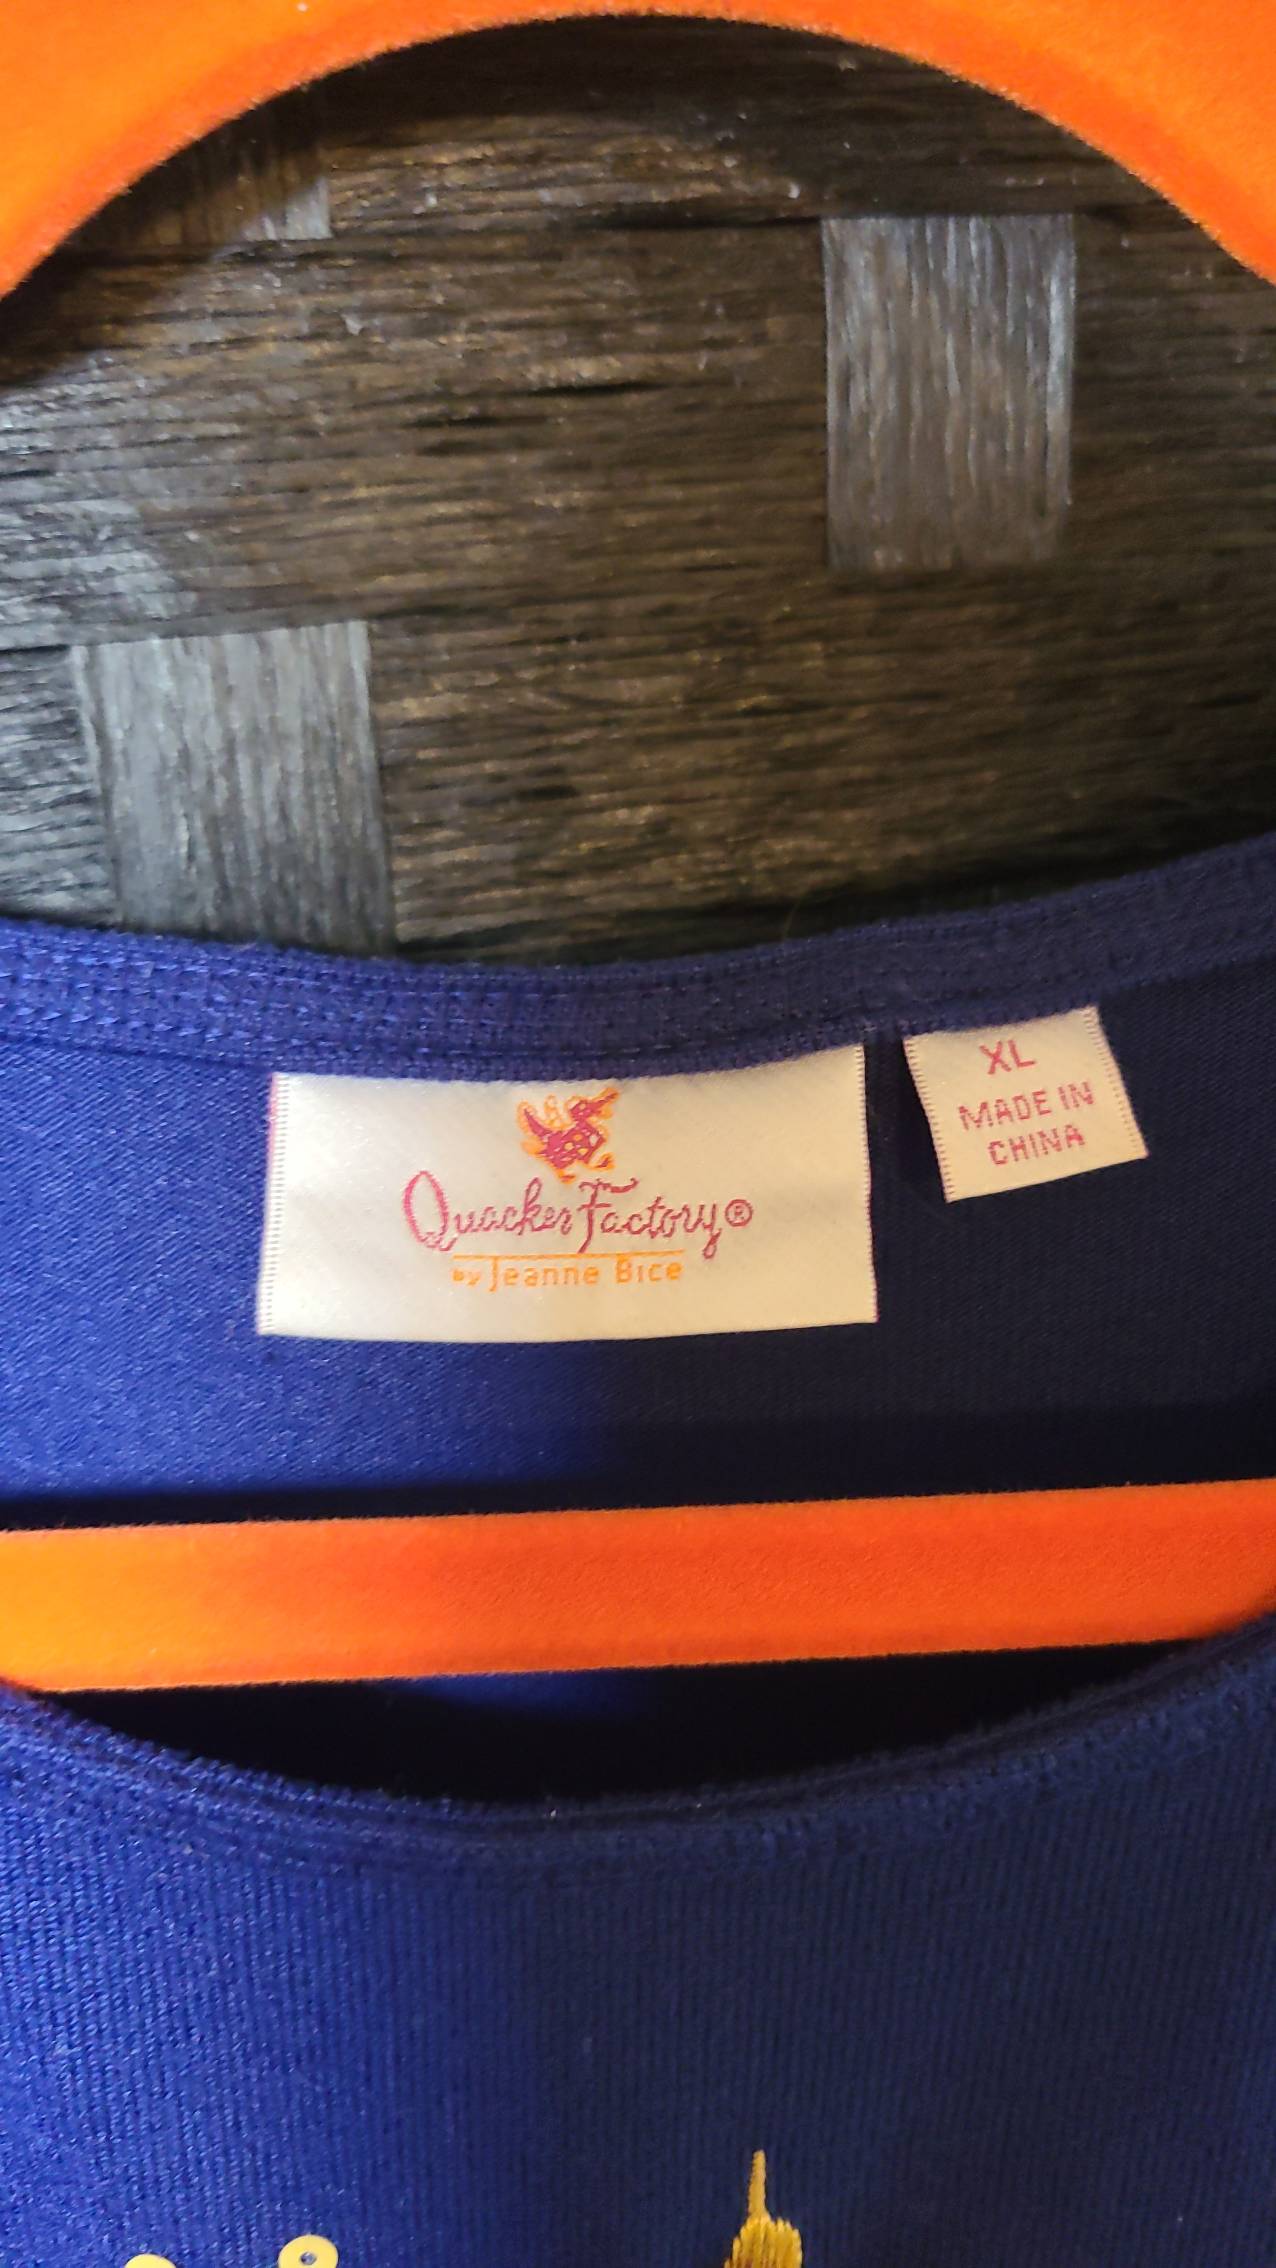 Quacker Factory®
by Jeanne Bice
XL
MADE IN
CHINA